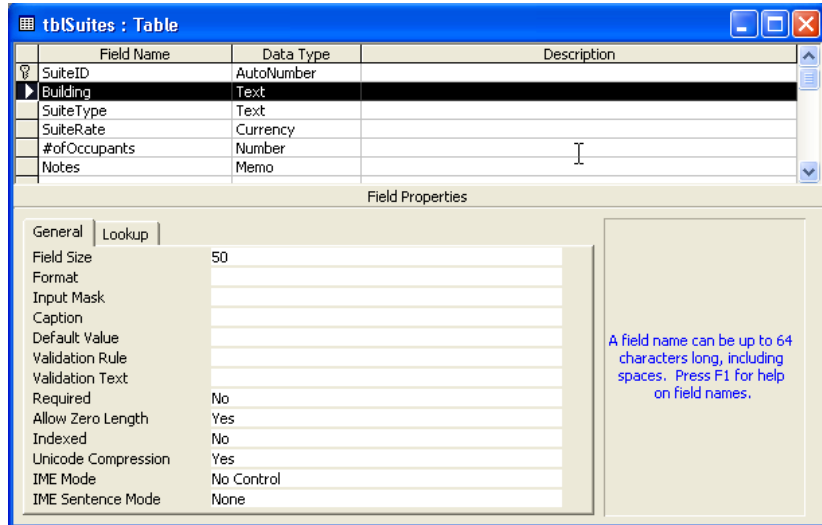 tblSuites : Table
Field Name Data Type Description
SuiteID AutoNumber
Building Text
SuiteType Text
SuiteRate Currency
#ofOccupants Number
Notes Memo
Field Properties
General Lookup
Field Size 50
Format
Input Mask
Caption
Default Value
Validation Rule
Validation Text
Required No
Allow Zero Length Yes
Indexed No
Unicode Compression Yes
IME Mode No Control
IME Sentence Mode None
A field name can be up to 64
characters long, including
spaces. Press F1 for help
on field names.